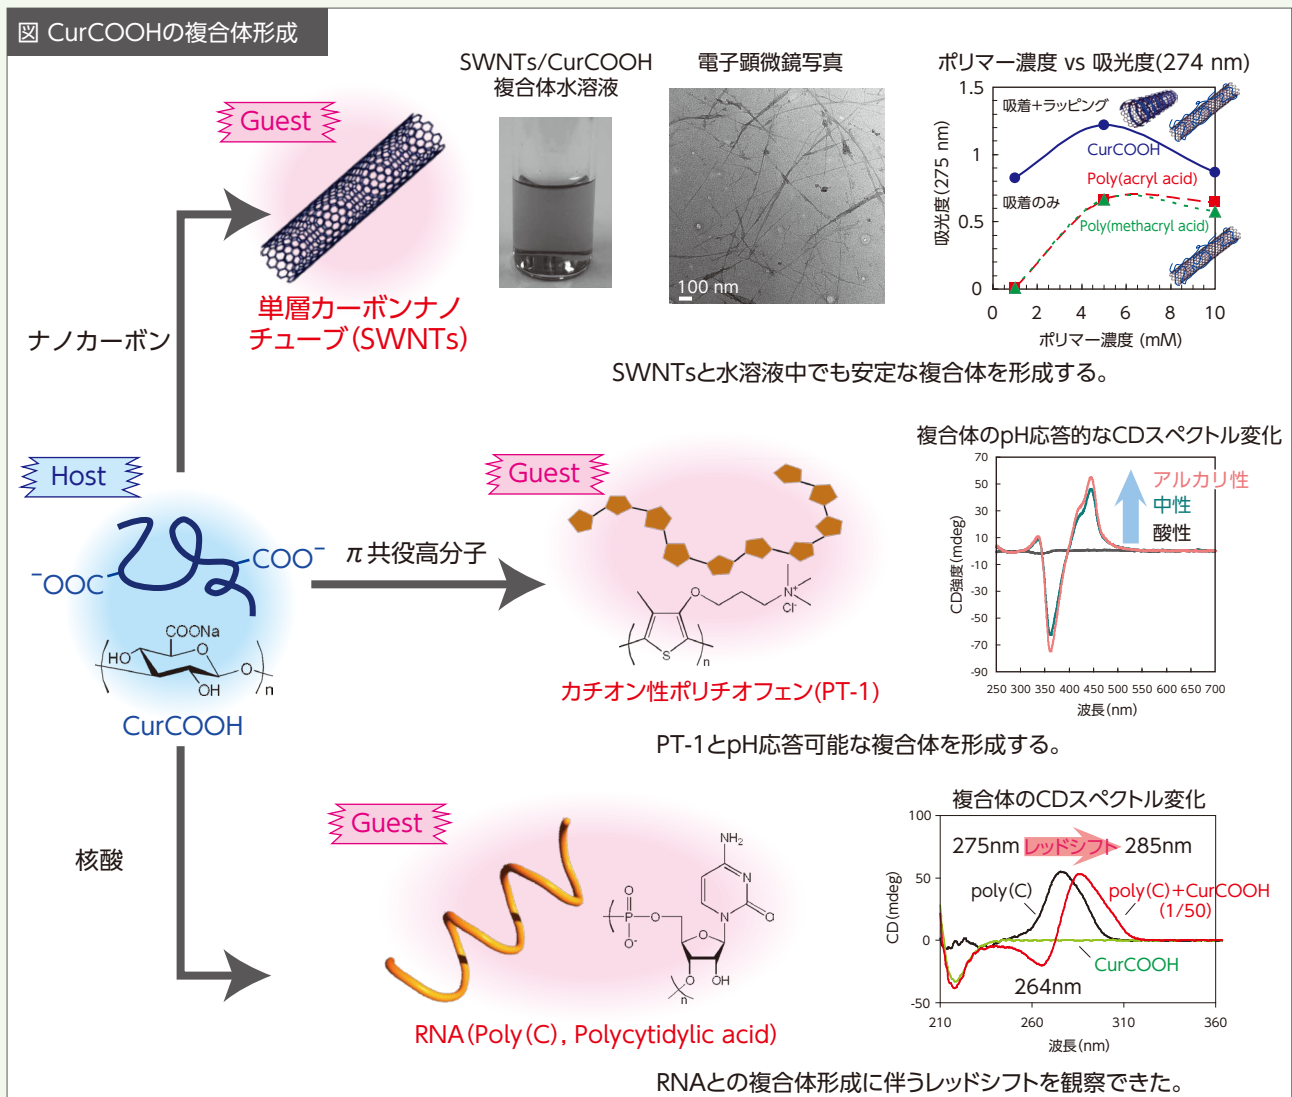 図 CurCOOHの複合体形成
SWNTs/CurCOOH
複合体水溶液
電子顕微鏡写真
ポリマー濃度 vs 吸光度(274 nm)
Guest
100 nm
単層カーボンナノ
チューブ(SWNTs)
ナノカーボン
吸光度(275 nm)
1.5
1
0.5
0
吸着+ラッピング
CurCOOH
Poly(acryl acid)
吸着のみ
Poly(methacryl acid)
0 2 4 6 8 10
ポリマー濃度 (mM)
SWNTsと水溶液中でも安定な複合体を形成する。
Host
COO⁻
⁻OOC
COONa
HO
O
O
O
OH
n
CurCOOH
π共役高分子
Guest
O
N⁺
Cl⁻
S
n
カチオン性ポリチオフェン(PT-1)
複合体のpH応答的なCDスペクトル変化
CD強度(mdeg)
70
50
30
10
-10
-30
-50
-70
-90
アルカリ性
中性
酸性
250 300 350 400 450 500 550 600 650 700
波長(nm)
PT-1とpH応答可能な複合体を形成する。
核酸
Guest
NH₂
N
N
O
O
P
O
O⁻
O
O
OH
n
RNA(Poly(C), Polycytidylic acid)
複合体のCDスペクトル変化
CD(mdeg)
100
50
0
-50
275nm レッドシフト 285nm
poly(C)
poly(C)+CurCOOH
(1/50)
CurCOOH
264nm
210 260 310 360
波長(nm)
RNAとの複合体形成に伴うレッドシフトを観察できた。